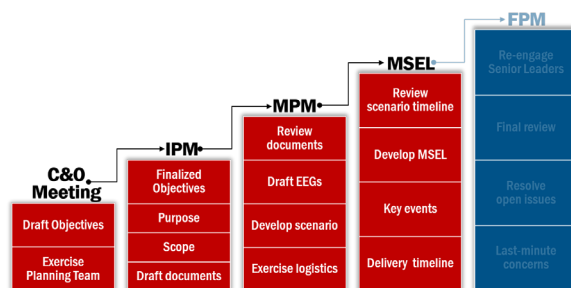 C&O
Meeting
Draft Objectives
Exercise
Planning Team
IPM
Finalized
Objectives
Purpose
Scope
Draft documents
MPM
Review
documents
Draft EEGs
Develop scenario
Exercise logistics
MSEL
Review
scenario timeline
Develop MSEL
Key events
Delivery timeline
FPM
Re-engage
Senior Leaders
Final review
Resolve
open issues
Last-minute
concerns